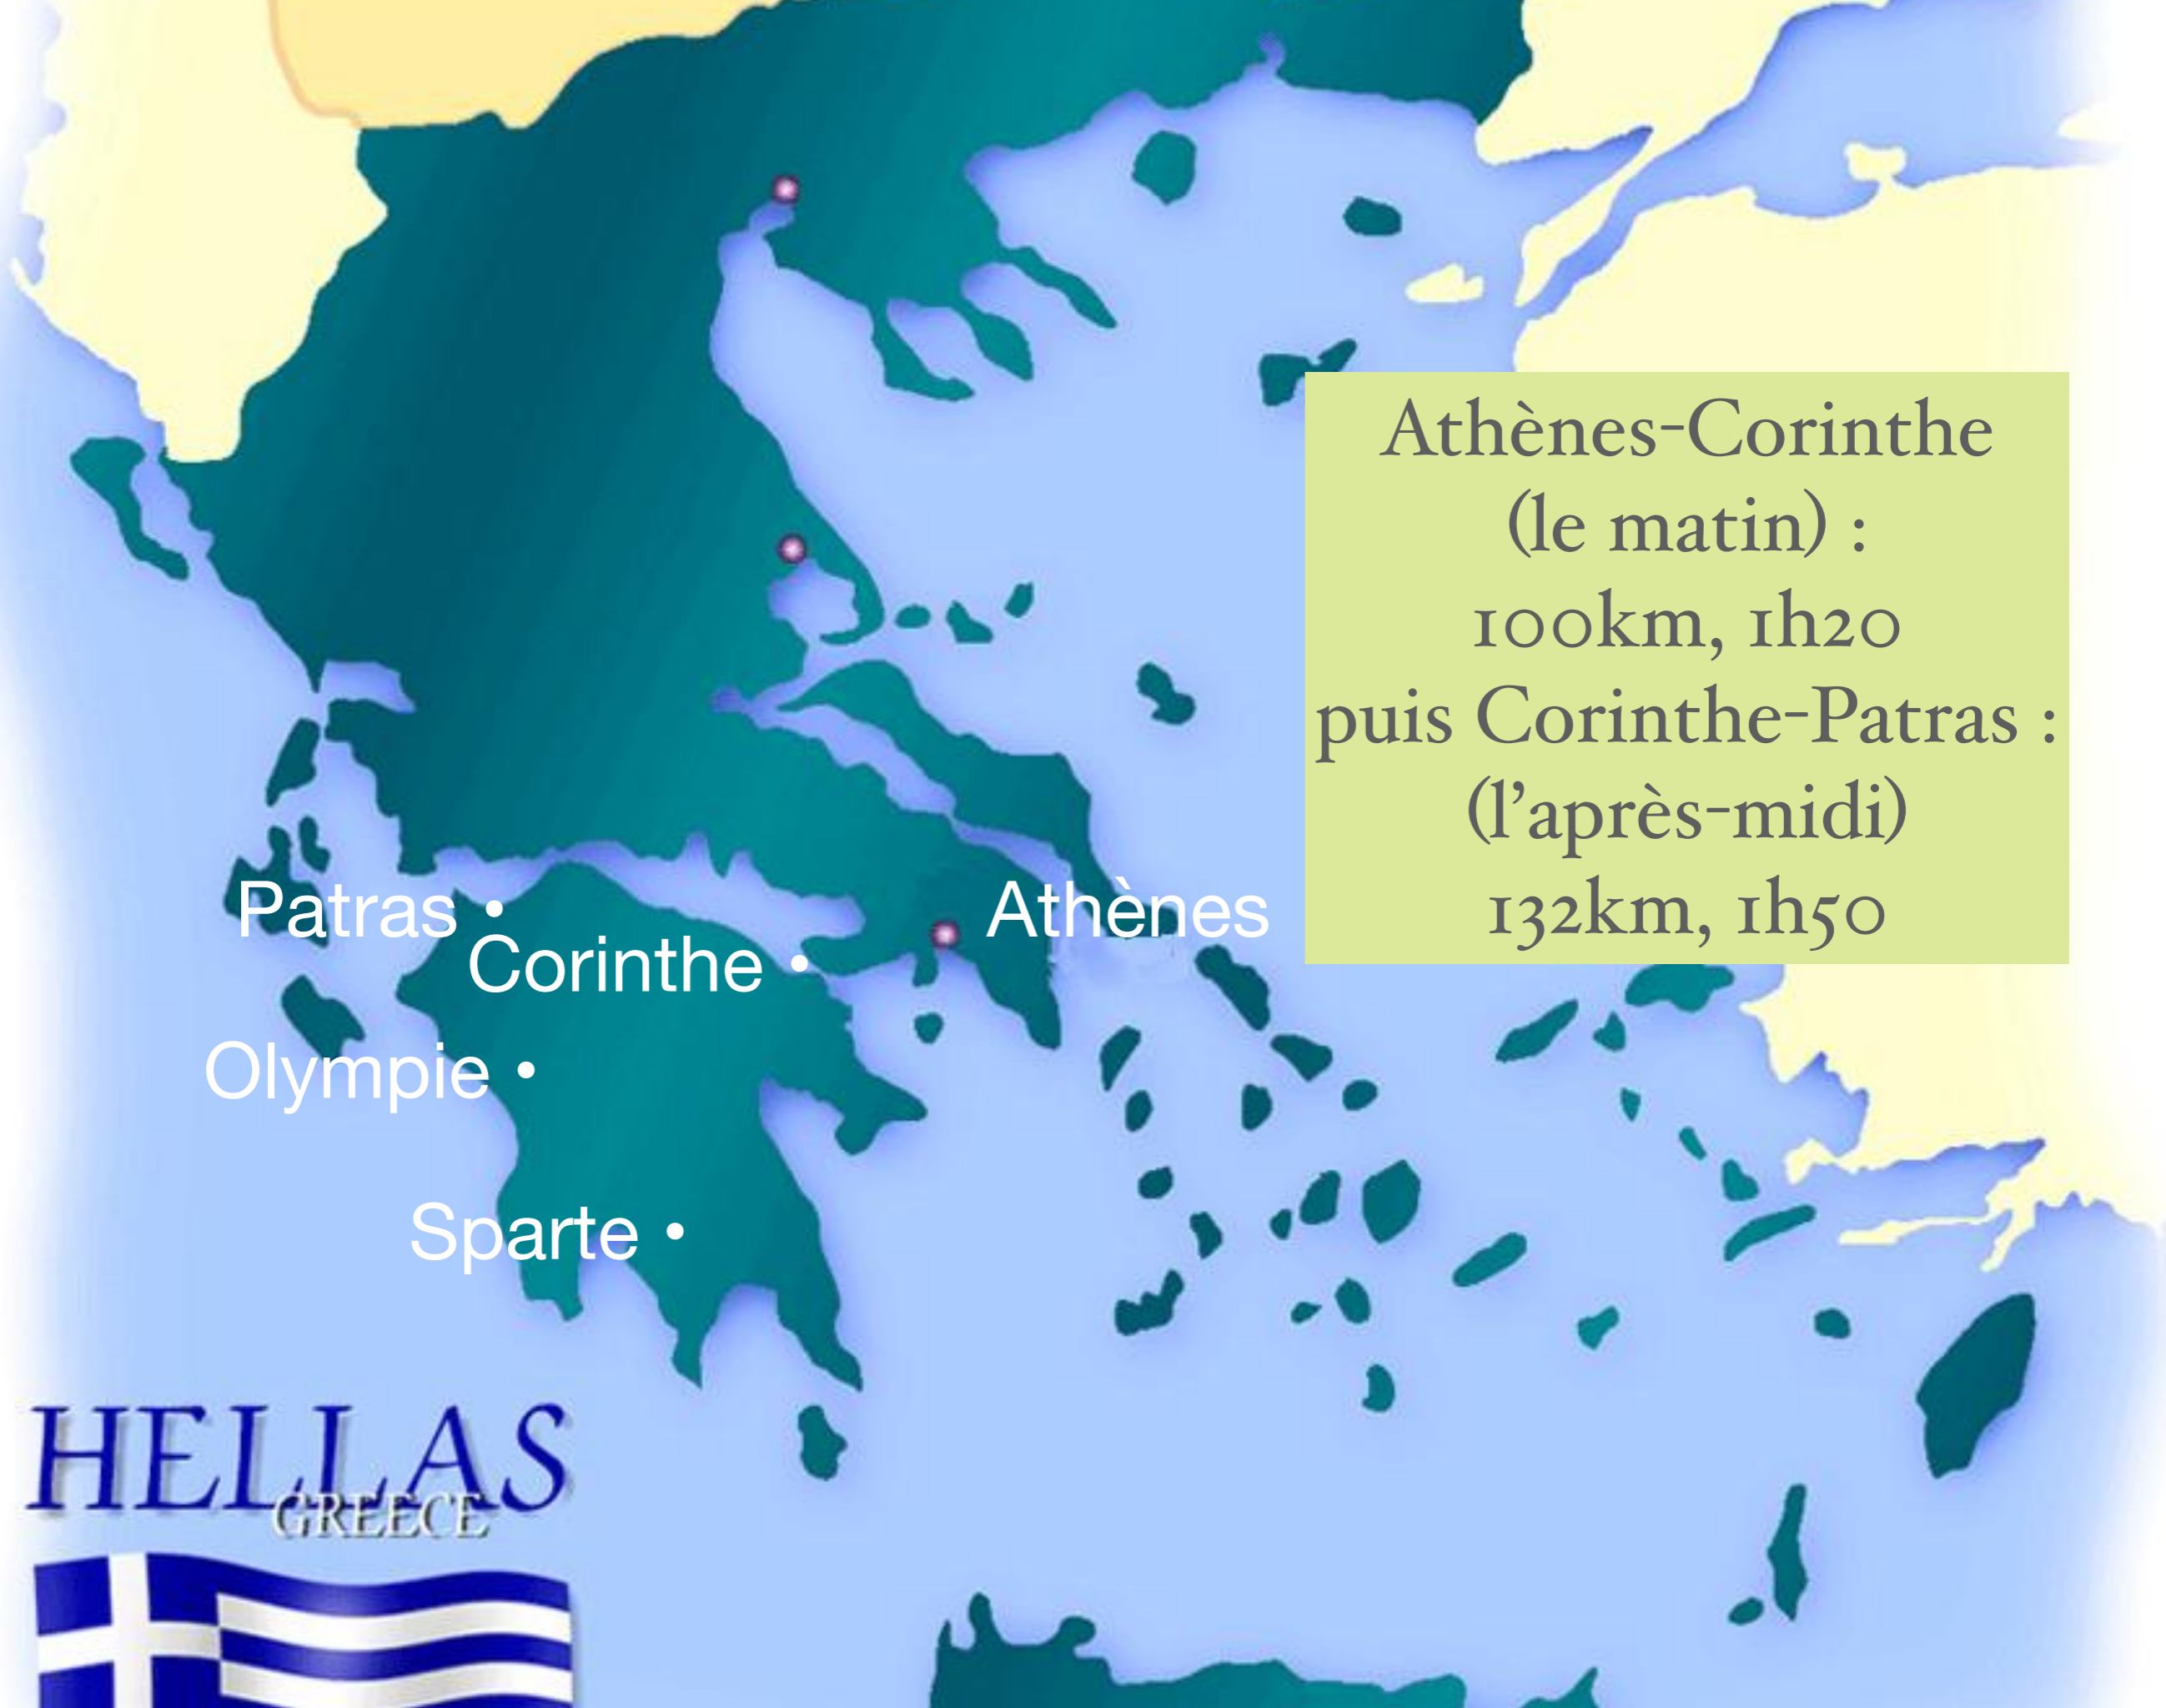 Athènes-Corinthe
(le matin) :
100km, 1h20
puis Corinthe-Patras :
(l'après-midi)
132km, 1h50
Patras •
Athènes
Corinthe •
Olympie •
Sparte •
HELLAS
GREECE